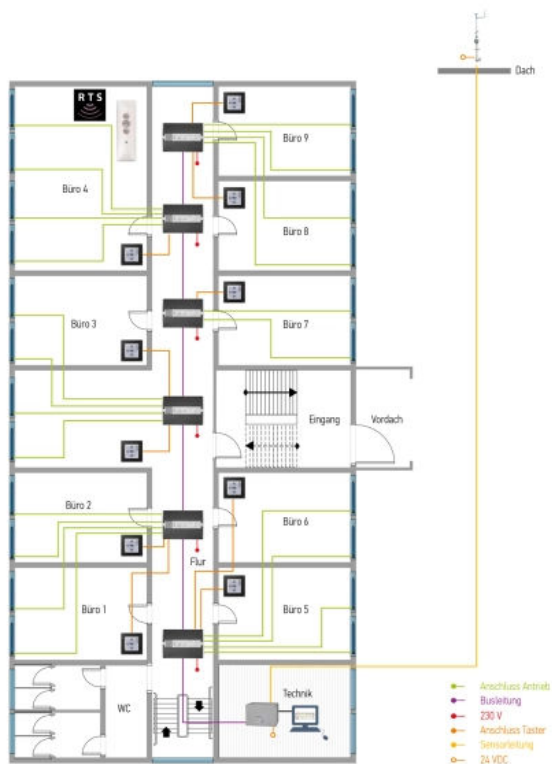 Dach
RTS
Büro 9
Büro 4
Büro 8
Büro 3
Büro 7
Eingang
Vordach
Büro 2
Büro 6
Flur
Büro 1
Büro 5
WC
Technik
Anschluss Antrieb
Busleitung
230 V
Anschluss Taster
Sensorleitung
24 VDC